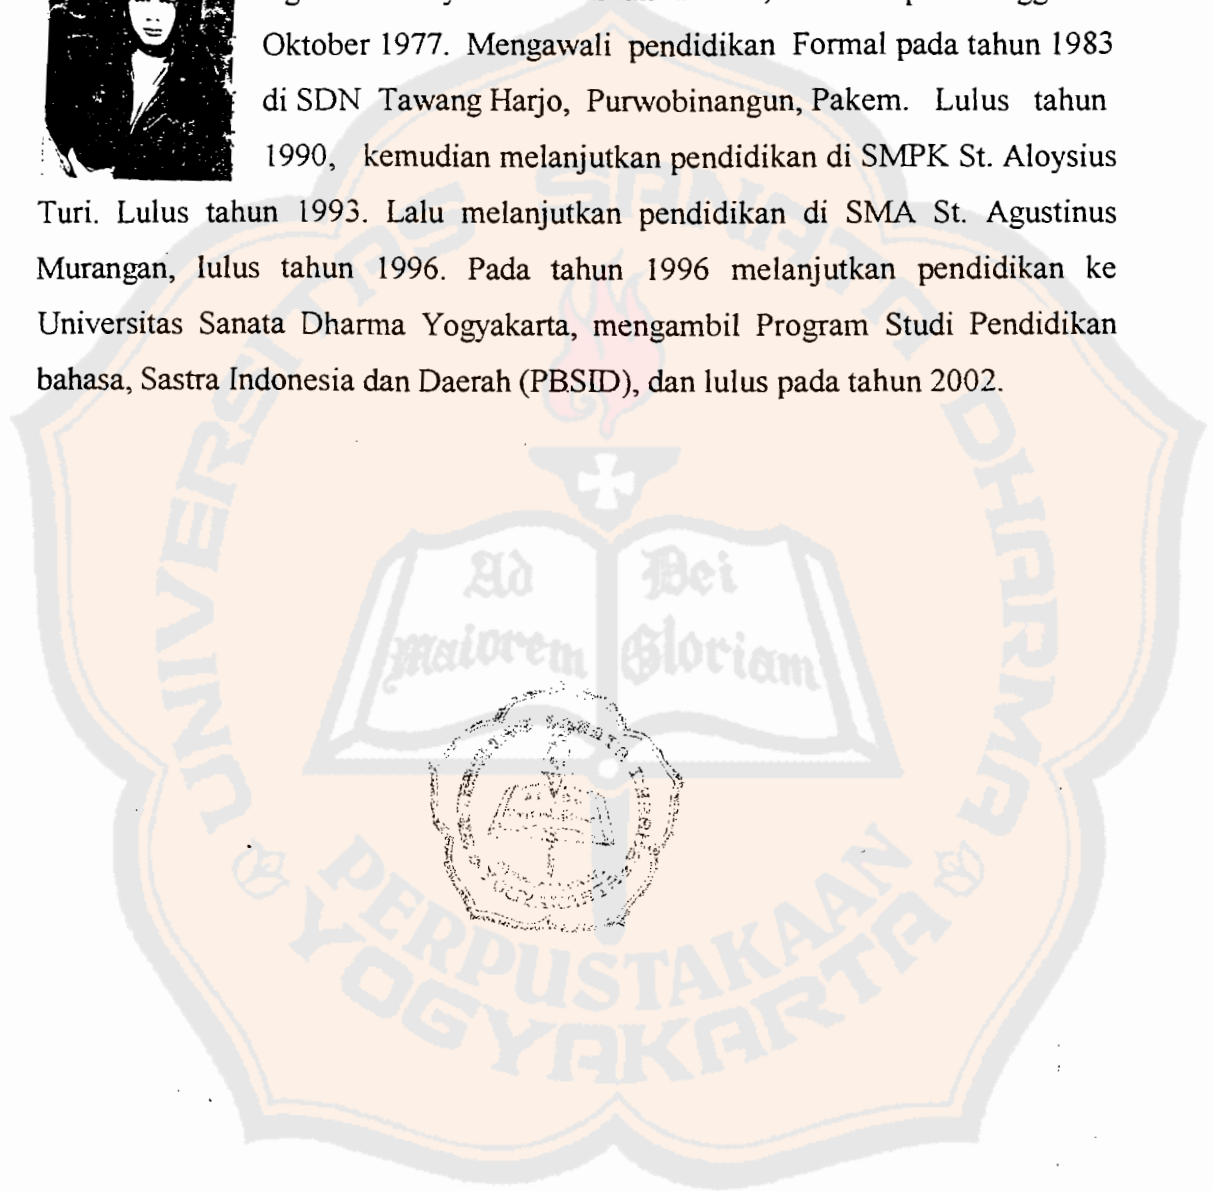 Oktober 1977. Mengawali pendidikan Formal pada tahun 1983
di SDN Tawang Harjo, Purwobinangun, Pakem. Lulus tahun
1990, kemudian melanjutkan pendidikan di SMPK St. Aloysius
Turi. Lulus tahun 1993. Lalu melanjutkan pendidikan di SMA St. Agustinus
Murangan, lulus tahun 1996. Pada tahun 1996 melanjutkan pendidikan ke
Universitas Sanata Dharma Yogyakarta, mengambil Program Studi Pendidikan
bahasa, Sastra Indonesia dan Daerah (PBSID), dan lulus pada tahun 2002.
UNIVERSITAS SANATA DHARMA
Ad Dei
Maiorem Gloriam
PERPUSTAKAAN
YOGYAKARTA